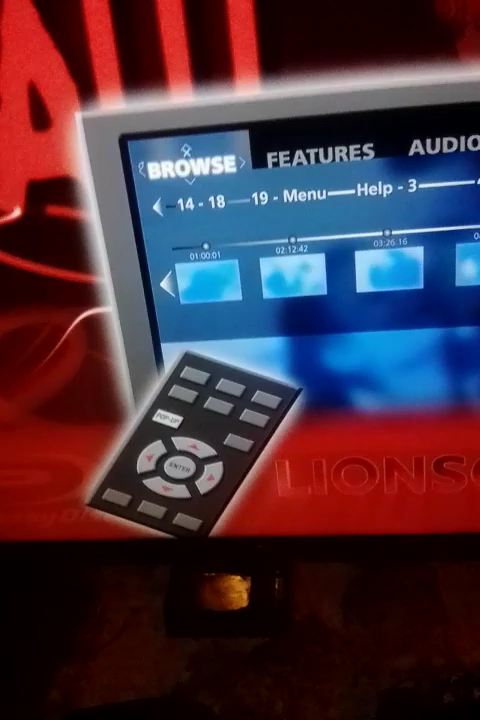 BROWSE FEATURES AUDIO
14 - 18 19 - Menu Help - 3
01:00:01 02:12:42 03:26:16
POP-UP
ENTER
LIONSG